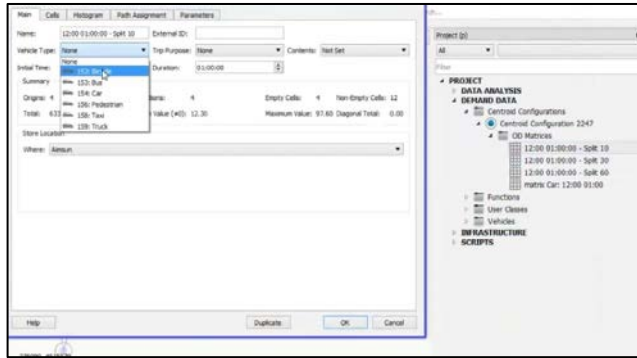 Main Cells Histogram Path Assignment Parameters
Name: 12:00 01:00:00 - Split 10 External ID:
Vehicle Type: None Trip Purpose: None Contents: Not Set
None
Initial Time: Duration: 01:00:00
153: Bus
154: Car
156: Pedestrian
158: Taxi
159: Truck
Summary
Origins: 4 Empty Cells: 4 Non-Empty Cells: 12
Total: 12.30 Maximum Value: 97.60 Diagonal Total: 0.00
Store Location
Where: Aimsun
Help Duplicate OK Cancel
Project (p)
All
Filter
PROJECT
DATA ANALYSIS
DEMAND DATA
Centroid Configurations
Centroid Configuration 2247
OD Matrices
12:00 01:00:00 - Split 10
12:00 01:00:00 - Split 30
12:00 01:00:00 - Split 60
matrix Car: 12:00 01:00
Functions
User Classes
Vehicles
INFRASTRUCTURE
SCRIPTS